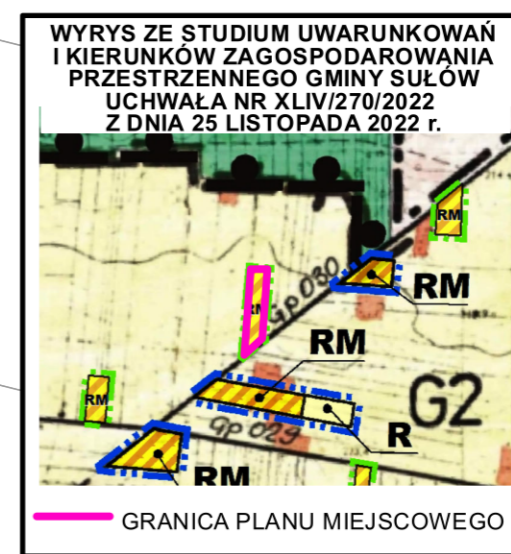 WYRYS ZE STUDIUM UWARUNKOWAŃ
I KIERUNKÓW ZAGOSPODAROWANIA
PRZESTRZENNEGO GMINY SUŁÓW
UCHWAŁA NR XLIV/270/2022
Z DNIA 25 LISTOPADA 2022 r.
RM
RM
Gp 030
RM
RM
RM
G2
R
Gp 029
RM
GRANICA PLANU MIEJSCOWEGO